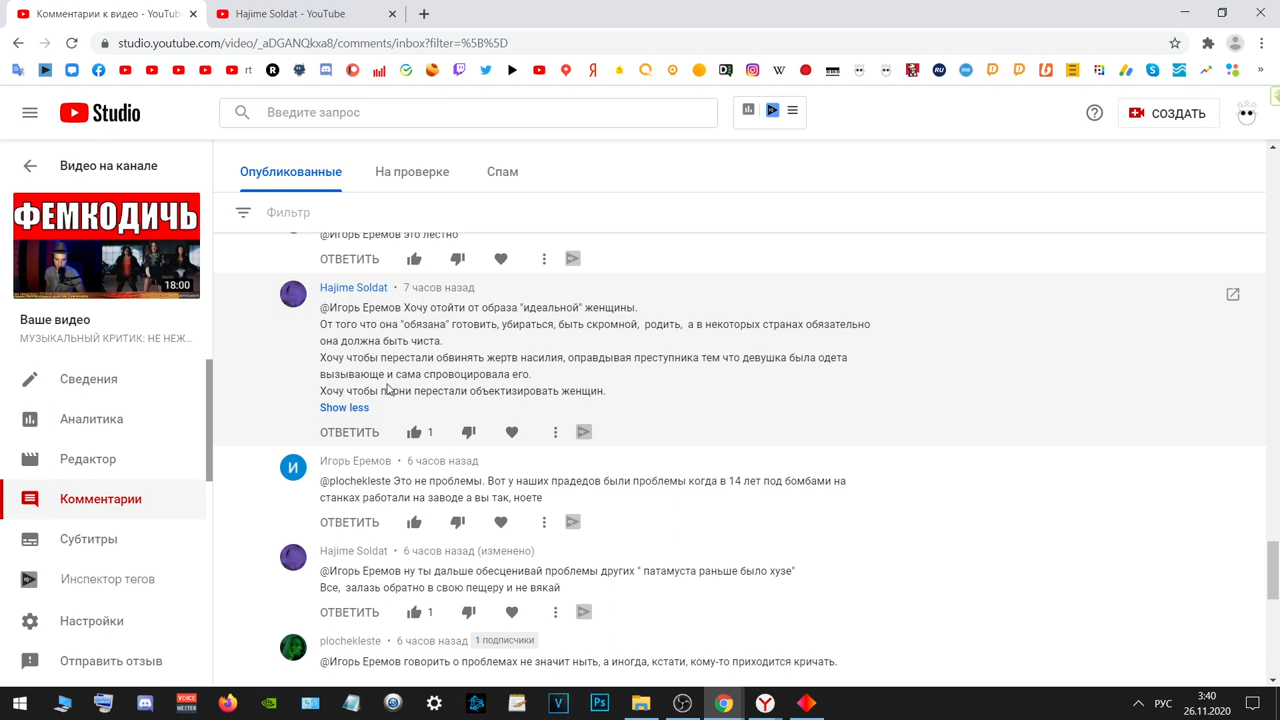 Комментарии к видео - YouTub
Hajime Soldat - YouTube
studio.youtube.com/video/_aDGANQkxa8/comments/inbox?filter=%5B%5D
rt
Studio
Введите запрос
СОЗДАТЬ
Видео на канале
ФЕМКОДИЧЬ
18:00
Ваше видео
МУЗЫКАЛЬНЫЙ КРИТИК: НЕ НЕЖ...
Сведения
Аналитика
Редактор
Комментарии
Субтитры
Инспектор тегов
Настройки
Отправить отзыв
Опубликованные
На проверке
Спам
Фильтр
@Игорь Еремов это лестно
ОТВЕТИТЬ
Hajime Soldat • 7 часов назад
@Игорь Еремов Хочу отойти от образа "идеальной" женщины.
От того что она "обязана" готовить, убираться, быть скромной, родить, а в некоторых странах обязательно
она должна быть чиста.
Хочу чтобы перестали обвинять жертв насилия, оправдывая преступника тем что девушка была одета
вызывающе и сама спровоцировала его.
Хочу чтобы парни перестали объектизировать женщин.
Show less
ОТВЕТИТЬ 1
Игорь Еремов • 6 часов назад
@plochekleste Это не проблемы. Вот у наших прадедов были проблемы когда в 14 лет под бомбами на
станках работали на заводе а вы так, ноете
ОТВЕТИТЬ
Hajime Soldat • 6 часов назад (изменено)
@Игорь Еремов ну ты дальше обесценивай проблемы других " патамуста раньше было хузе"
Все, залазь обратно в свою пещеру и не вякай
ОТВЕТИТЬ 1
plochekleste • 6 часов назад 1 подписчики
@Игорь Еремов говорить о проблемах не значит ныть, а иногда, кстати, кому-то приходится кричать.
РУС
3:40
26.11.2020